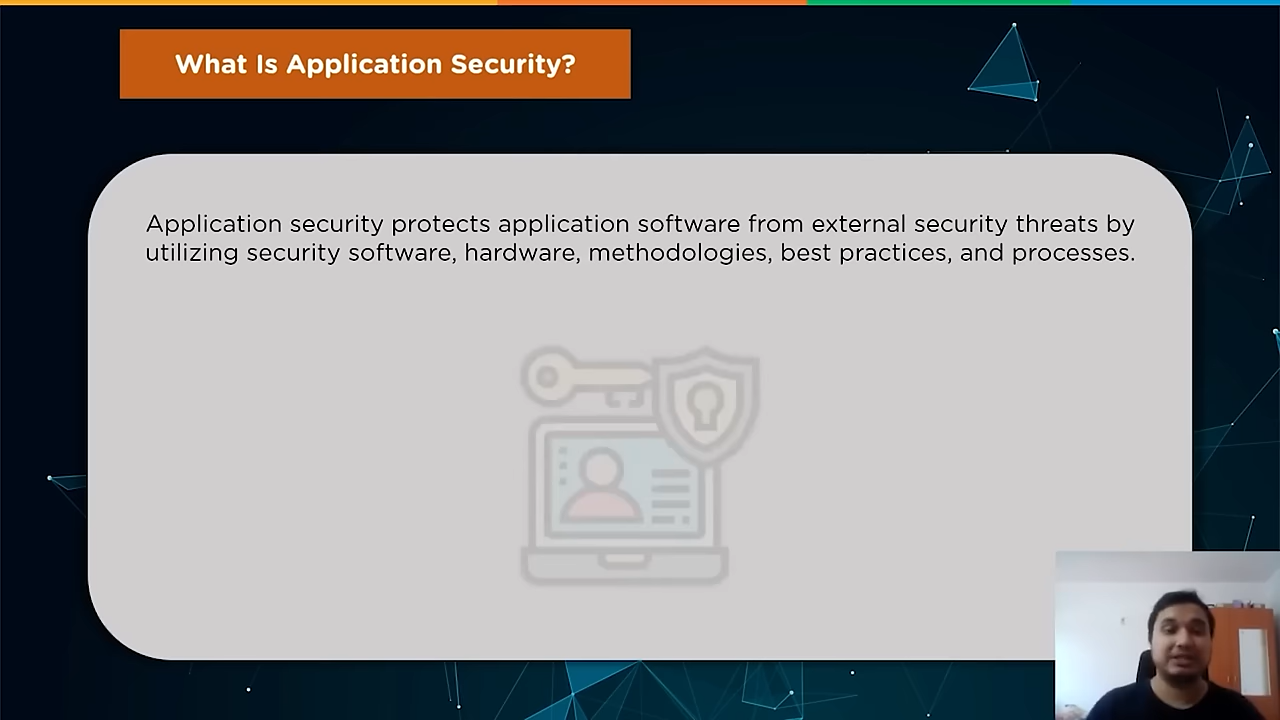 What Is Application Security?
Application security protects application software from external security threats by
utilizing security software, hardware, methodologies, best practices, and processes.